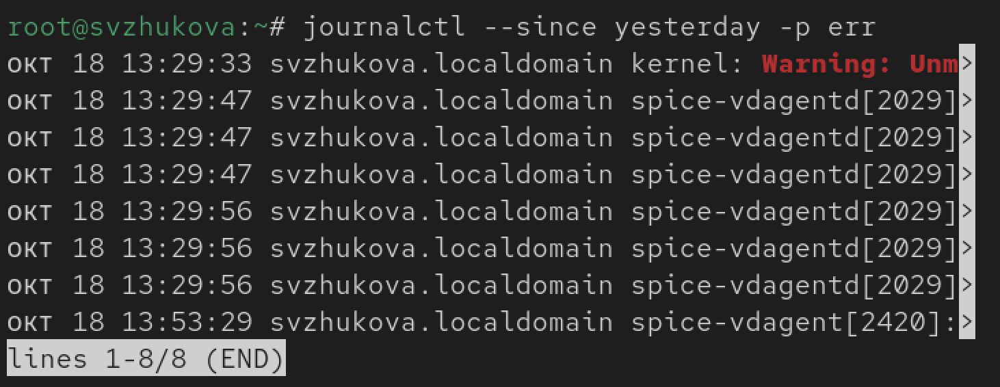 root@svzhukova:~# journalctl --since yesterday -p err
окт 18 13:29:33 svzhukova.localdomain kernel: Warning: Unm>
окт 18 13:29:47 svzhukova.localdomain spice-vdagentd[2029]>
окт 18 13:29:47 svzhukova.localdomain spice-vdagentd[2029]>
окт 18 13:29:47 svzhukova.localdomain spice-vdagentd[2029]>
окт 18 13:29:56 svzhukova.localdomain spice-vdagentd[2029]>
окт 18 13:29:56 svzhukova.localdomain spice-vdagentd[2029]>
окт 18 13:29:56 svzhukova.localdomain spice-vdagentd[2029]>
окт 18 13:53:29 svzhukova.localdomain spice-vdagent[2420]:>
lines 1-8/8 (END)